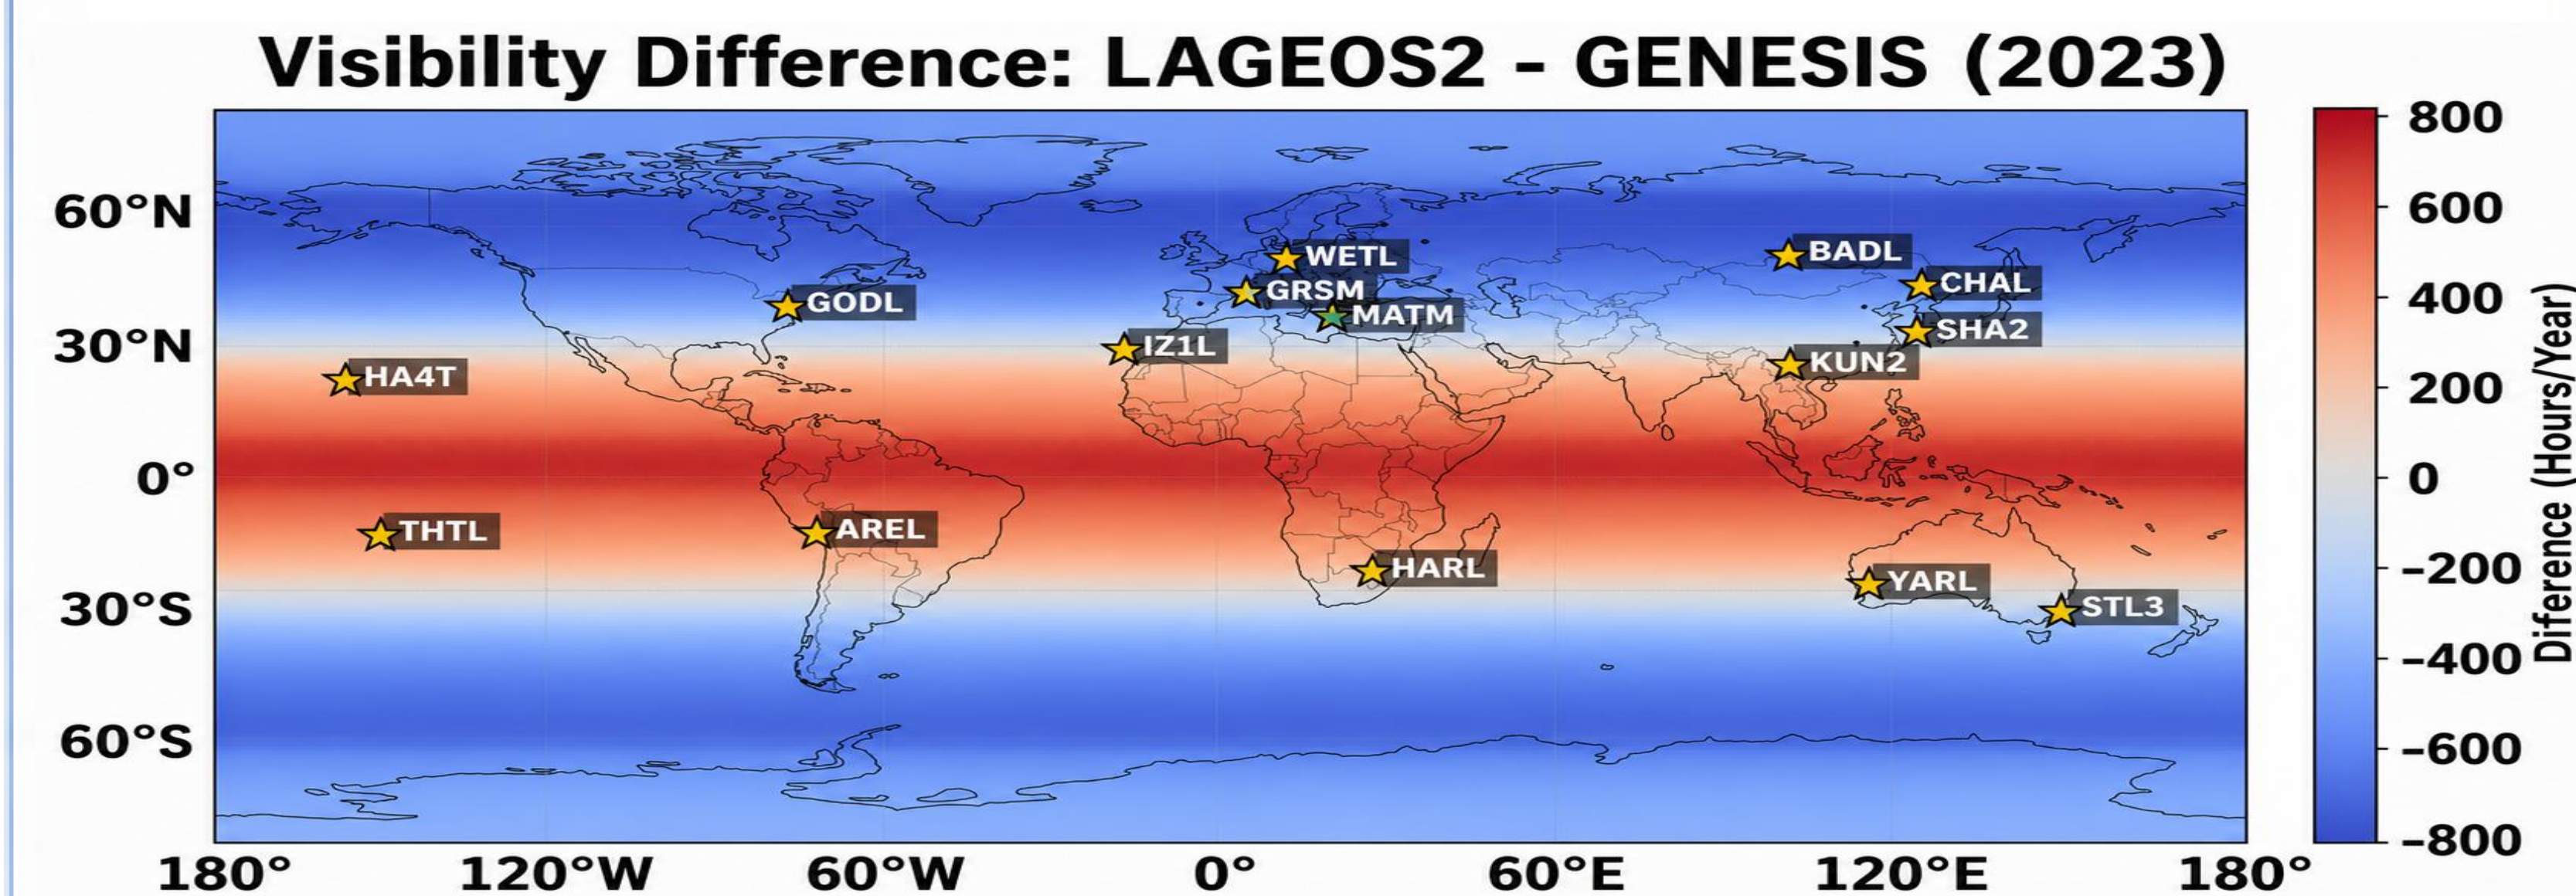 Visibility Difference: LAGEOS2 - GENESIS (2023)
800
60°N
600
WETL
BADL
GRSM
CHAL
GODL
MATM
400
SHA2
30°N
IZ1L
KUN2
HA4T
200
0°
0
THTL
AREL
HARL
YARL
-200
30°S
STL3
-400
60°S
-600
-800
180°
120°W
60°W
0°
60°E
120°E
180°
Diference (Hours/Year)